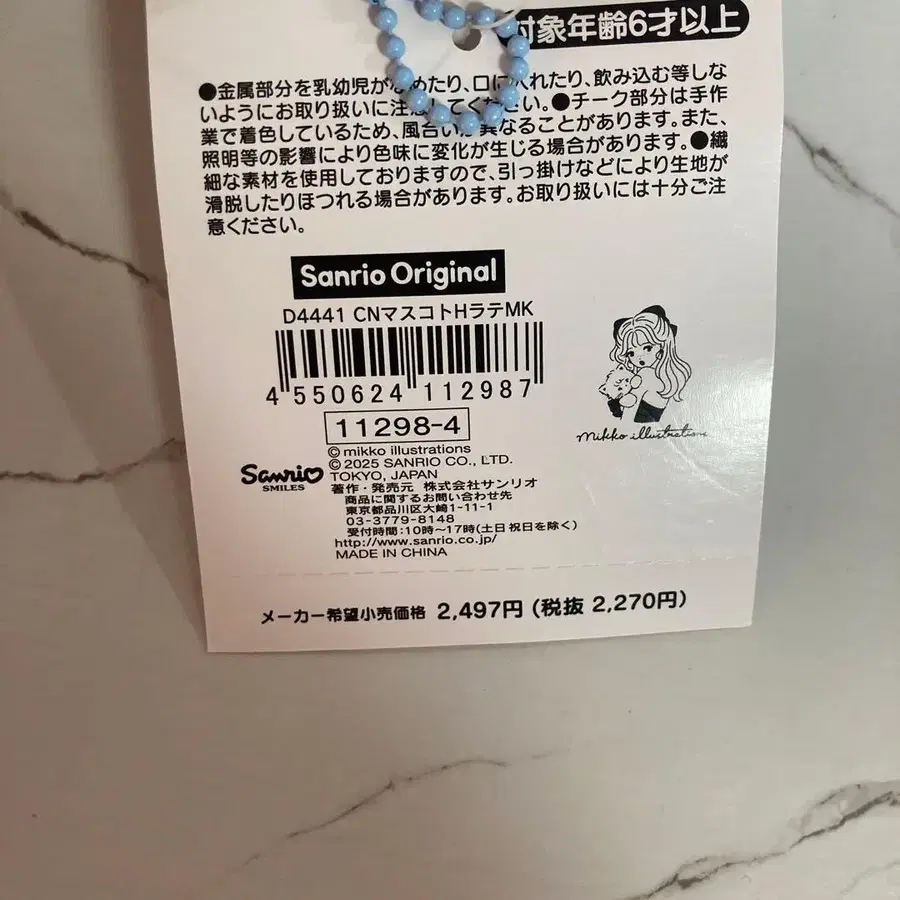 対象年齢6才以上
●金属部分を乳幼児がなめたり、口に入れたり、飲み込む等しな
いようにお取り扱いに注意してください。●チーク部分は手作
業で着色しているため、風合いが異なることがあります。また、
照明等の影響により色味に変化が生じる場合があります。●繊
細な素材を使用しておりますので、引っ掛けなどにより生地が
滑脱したりほつれる場合があります。お取り扱いには十分ご注
意ください。
Sanrio Original
D4441 CNマスコトHラテMK
4 550624 112987
11298-4
mikko illustrations
© mikko illustrations
© 2025 SANRIO CO., LTD.
TOKYO, JAPAN
Sanrio
SMILES
著作・発売元 株式会社サンリオ
商品に関するお問い合わせ先
東京都品川区大崎1-11-1
03-3779-8148
受付時間:10時〜17時(土日祝日を除く)
http://www.sanrio.co.jp/
MADE IN CHINA
メーカー希望小売価格 2,497円 (税抜 2,270円)